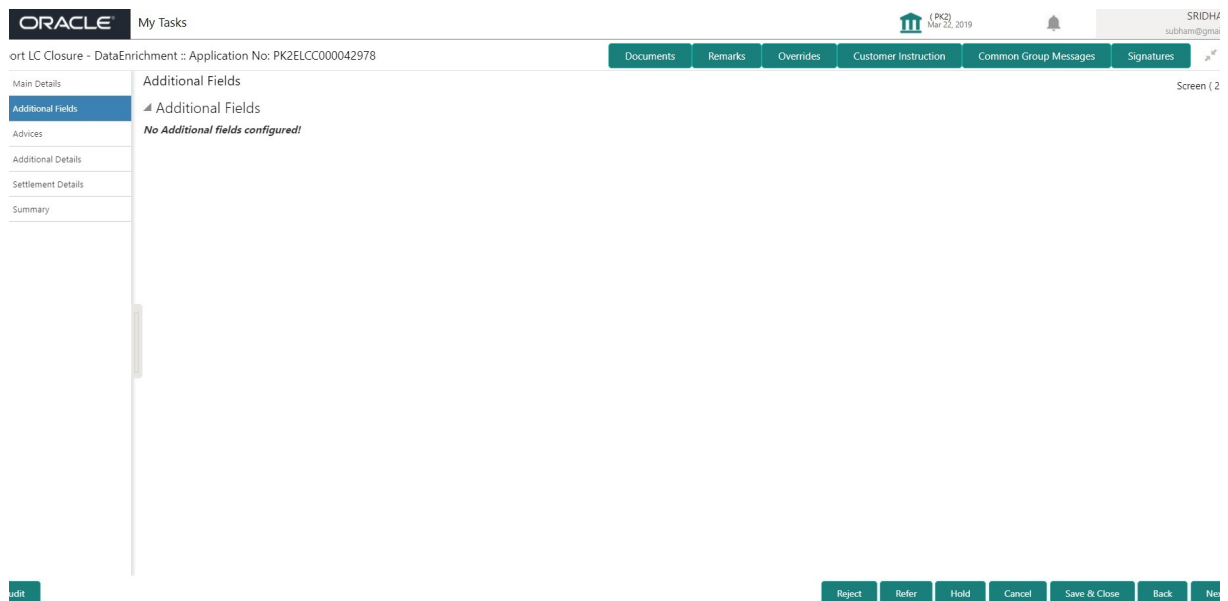 ORACLE My Tasks (PK2) SRIDHA
Mar 22, 2019 subham@gmai
ort LC Closure - DataEnrichment :: Application No: PK2ELCC000042978 Documents Remarks Overrides Customer Instruction Common Group Messages Signatures
Main Details
Additional Fields
Advices
Additional Details
Settlement Details
Summary
Additional Fields Screen ( 2
Additional Fields
No Additional fields configured!
udit Reject Refer Hold Cancel Save & Close Back Nex